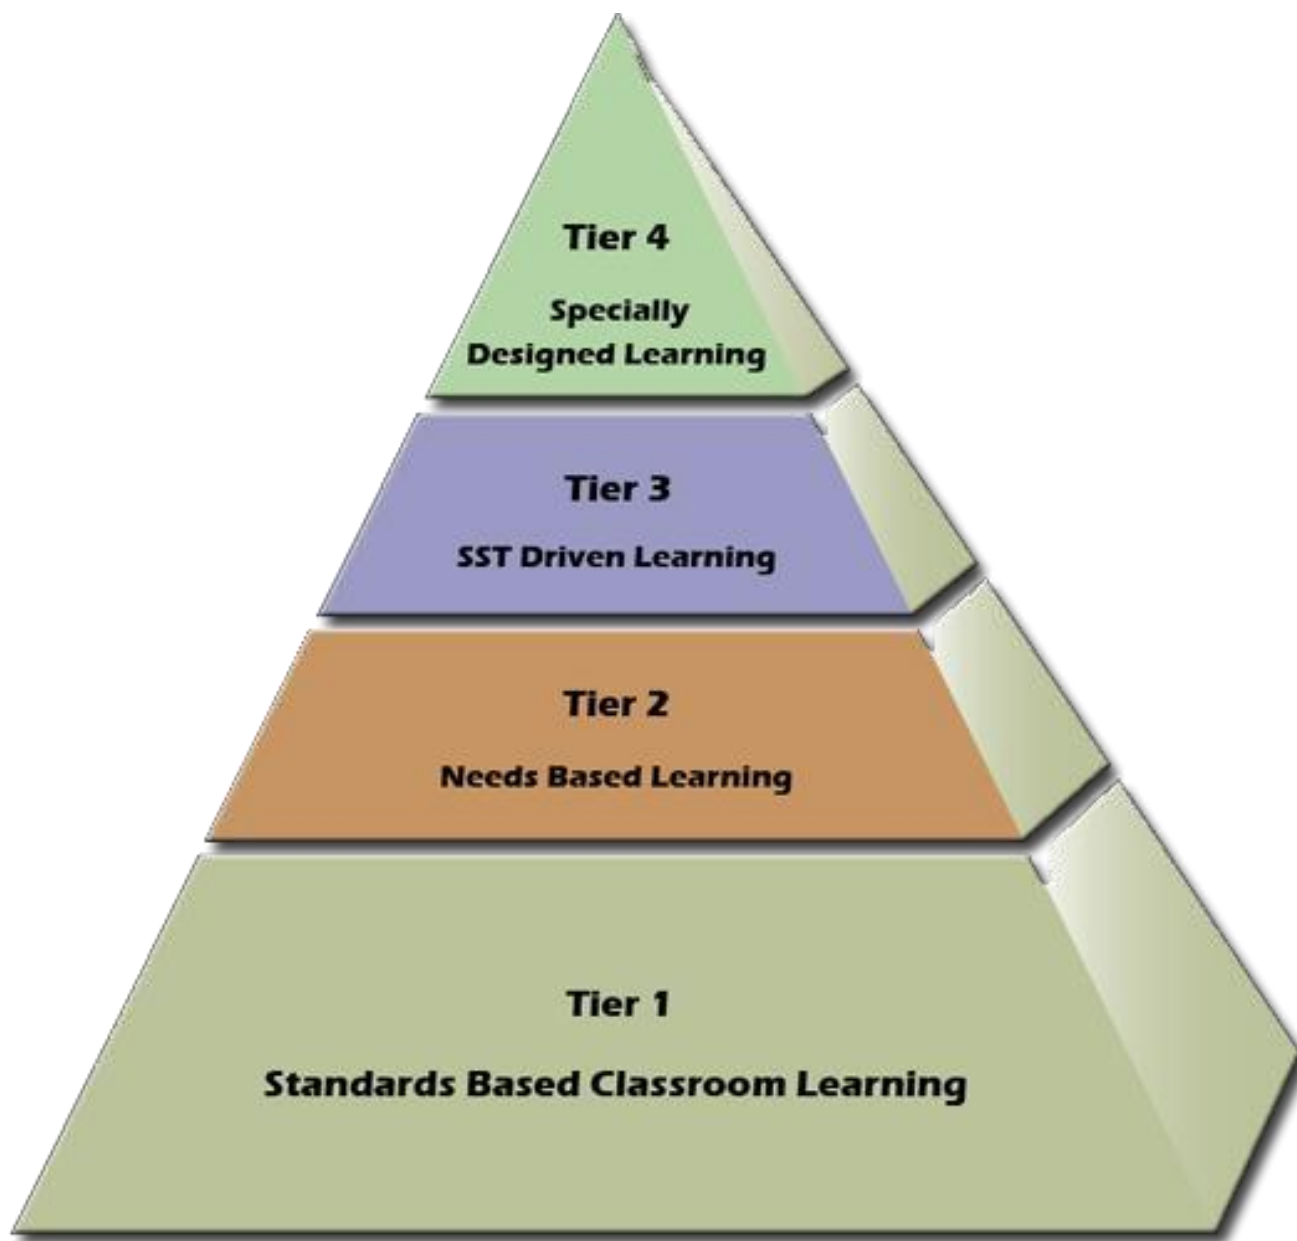 Tier 4
Specially
Designed Learning
Tier 3
SST Driven Learning
Tier 2
Needs Based Learning
Tier 1
Standards Based Classroom Learning